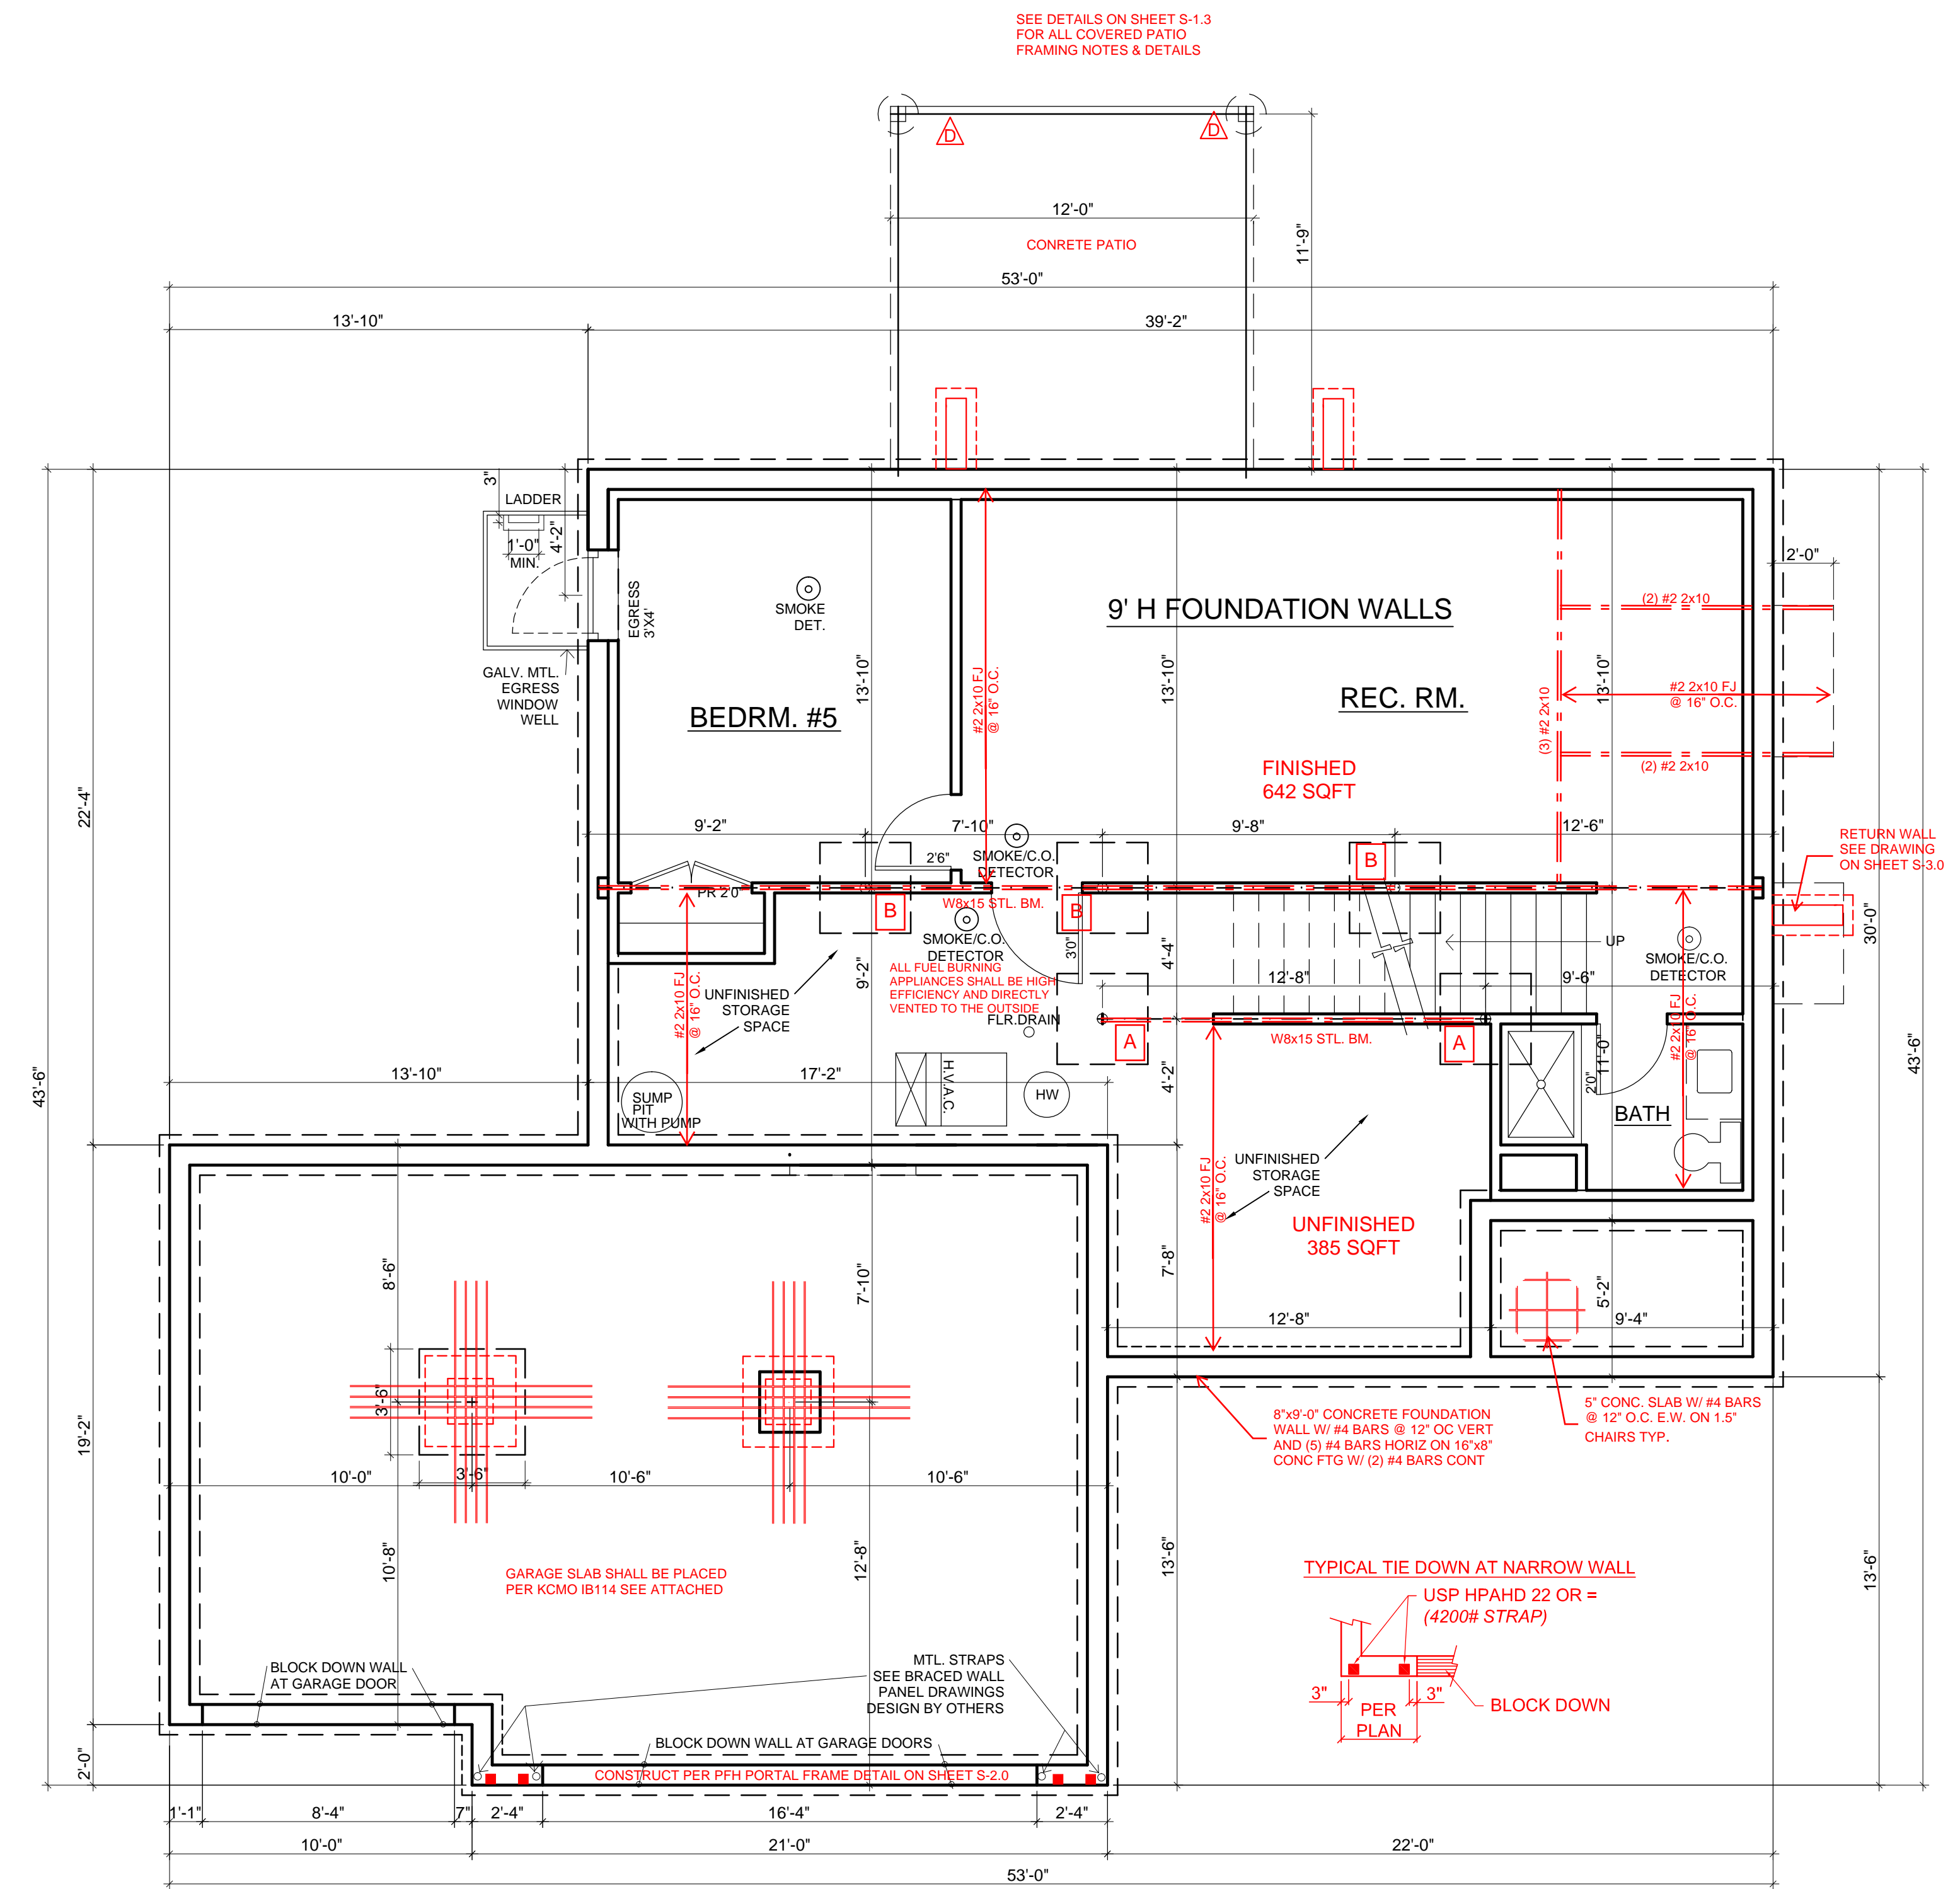 SEE DETAILS ON SHEET S-1.3
FOR ALL COVERED PATIO
FRAMING NOTES & DETAILS
D
D
12'-0"
11'-9"
CONRETE PATIO
53'-0"
13'-10"
39'-2"
3"
LADDER
4'-2"
1'-0"
MIN.
2'-0"
EGRESS
3'X4'
SMOKE
DET.
9' H FOUNDATION WALLS
(2) #2 2x10
GALV. MTL.
EGRESS
WINDOW
WELL
13'-10"
#2 2x10 FJ
@ 16" O.C.
13'-10"
13'-10"
BEDRM. #5
REC. RM.
#2 2x10 FJ
@ 16" O.C.
(3) #2 2x10
(2) #2 2x10
FINISHED
642 SQFT
22'-4"
9'-2"
7'-10"
9'-8"
12'-6"
RETURN WALL
SEE DRAWING
ON SHEET S-3.0
2'6"
SMOKE/C.O.
DETECTOR
B
PR 2'0"
W8x15 STL. BM.
B
B
30'-0"
SMOKE/C.O.
DETECTOR
3'0"
4'-4"
UP
SMOKE/C.O.
DETECTOR
9'-2"
ALL FUEL BURNING
APPLIANCES SHALL BE HIGH
EFFICIENCY AND DIRECTLY
VENTED TO THE OUTSIDE
#2 2x10 FJ
@ 16" O.C.
UNFINISHED
STORAGE
SPACE
12'-8"
9'-6"
#2 2x10 FJ
@ 16" O.C.
FLR.DRAIN
A
W8x15 STL. BM.
A
11'-0"
43'-6"
43'-6"
13'-10"
17'-2"
4'-2"
H.V.A.C.
HW
2'0"
SUMP
PIT
WITH PUMP
BATH
#2 2x10 FJ
@ 16" O.C.
UNFINISHED
STORAGE
SPACE
UNFINISHED
385 SQFT
8'-6"
7'-10"
7'-8"
5'-2"
12'-8"
9'-4"
3'-6"
19'-2"
8"x9'-0" CONCRETE FOUNDATION
WALL W/ #4 BARS @ 12" OC VERT
AND (5) #4 BARS HORIZ ON 16"x8"
CONC FTG W/ (2) #4 BARS CONT
5" CONC. SLAB W/ #4 BARS
@ 12" O.C. E.W. ON 1.5"
CHAIRS TYP.
10'-0"
3'-6"
10'-6"
10'-6"
10'-8"
12'-8"
13'-6"
13'-6"
GARAGE SLAB SHALL BE PLACED
PER KCMO IB114 SEE ATTACHED
TYPICAL TIE DOWN AT NARROW WALL
USP HPAHD 22 OR =
(4200# STRAP)
BLOCK DOWN WALL
AT GARAGE DOOR
MTL. STRAPS
SEE BRACED WALL
PANEL DRAWINGS
DESIGN BY OTHERS
3"
3"
PER
PLAN
BLOCK DOWN
2'-0"
BLOCK DOWN WALL AT GARAGE DOORS
CONSTRUCT PER PFH PORTAL FRAME DETAIL ON SHEET S-2.0
1'-1"
8'-4"
7"
2'-4"
16'-4"
2'-4"
10'-0"
21'-0"
22'-0"
53'-0"